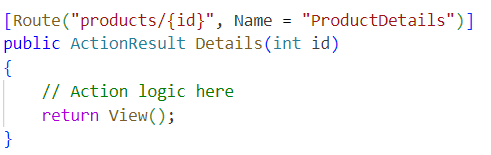 [Route("products/{id}", Name = "ProductDetails")]
public ActionResult Details(int id)
{
    // Action logic here
    return View();
}